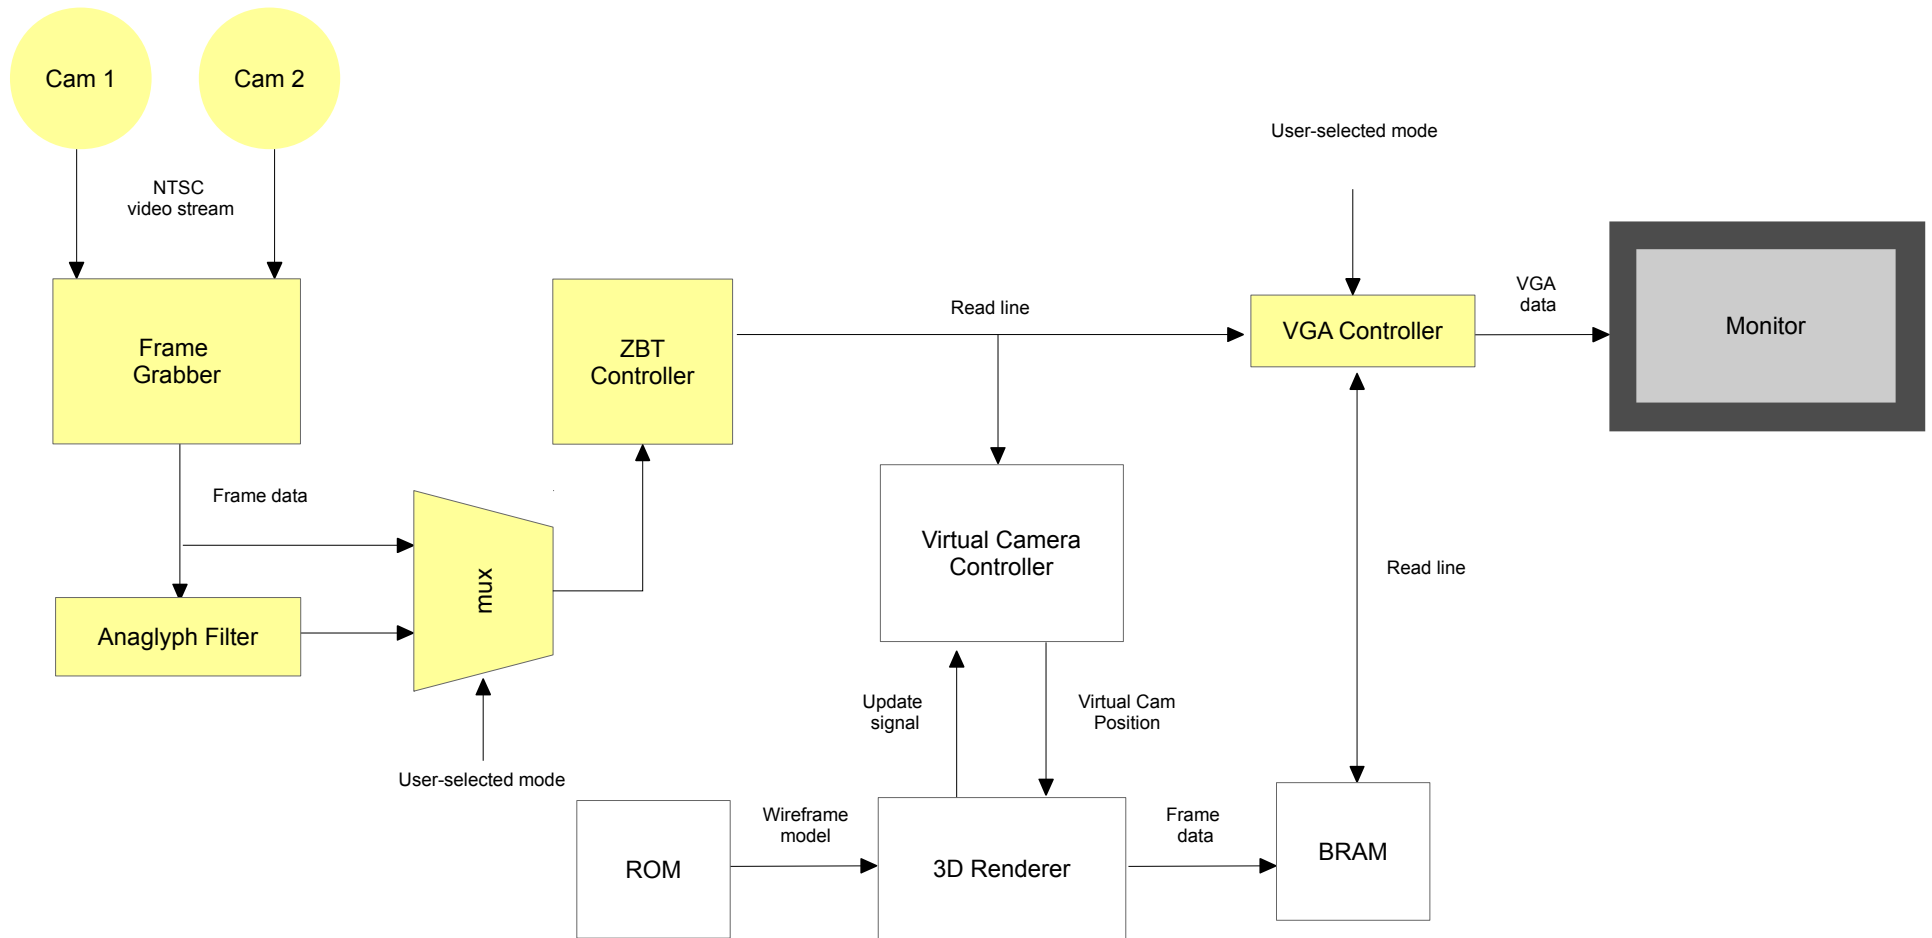 Cam 1
Cam 2
NTSC
video stream
User-selected mode
Frame
Grabber
ZBT
Controller
Read line
VGA Controller
VGA
data
Monitor
Frame data
mux
Virtual Camera
Controller
Read line
Anaglyph Filter
Update
signal
Virtual Cam
Position
User-selected mode
ROM
Wireframe
model
3D Renderer
Frame
data
BRAM